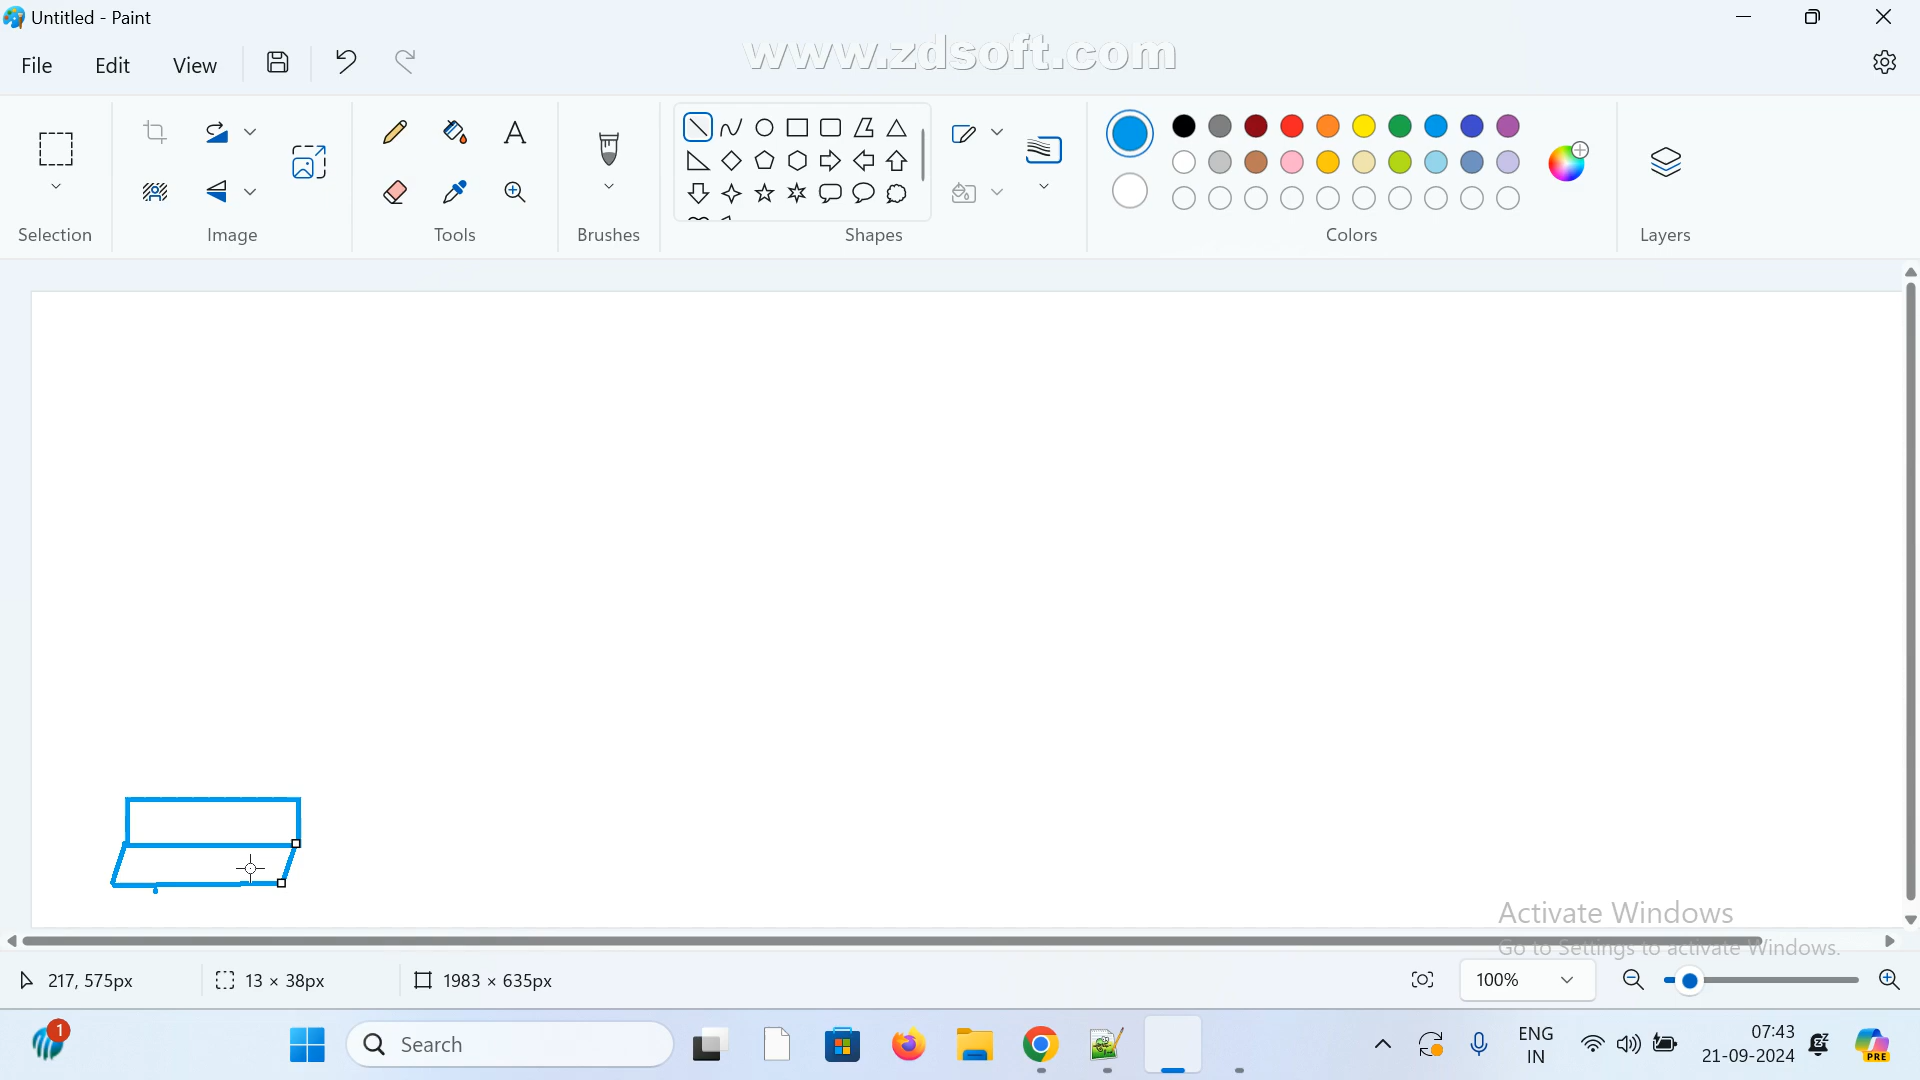 Untitled - Paint
www.zdsoft.com
File Edit View
Selection Image Tools Brushes Shapes Colors Layers
Activate Windows
Go to Settings to activate Windows.
217, 575px 13 × 38px 1983 × 635px 100%
1 Search ENG 07:43
IN 21-09-2024 PRE